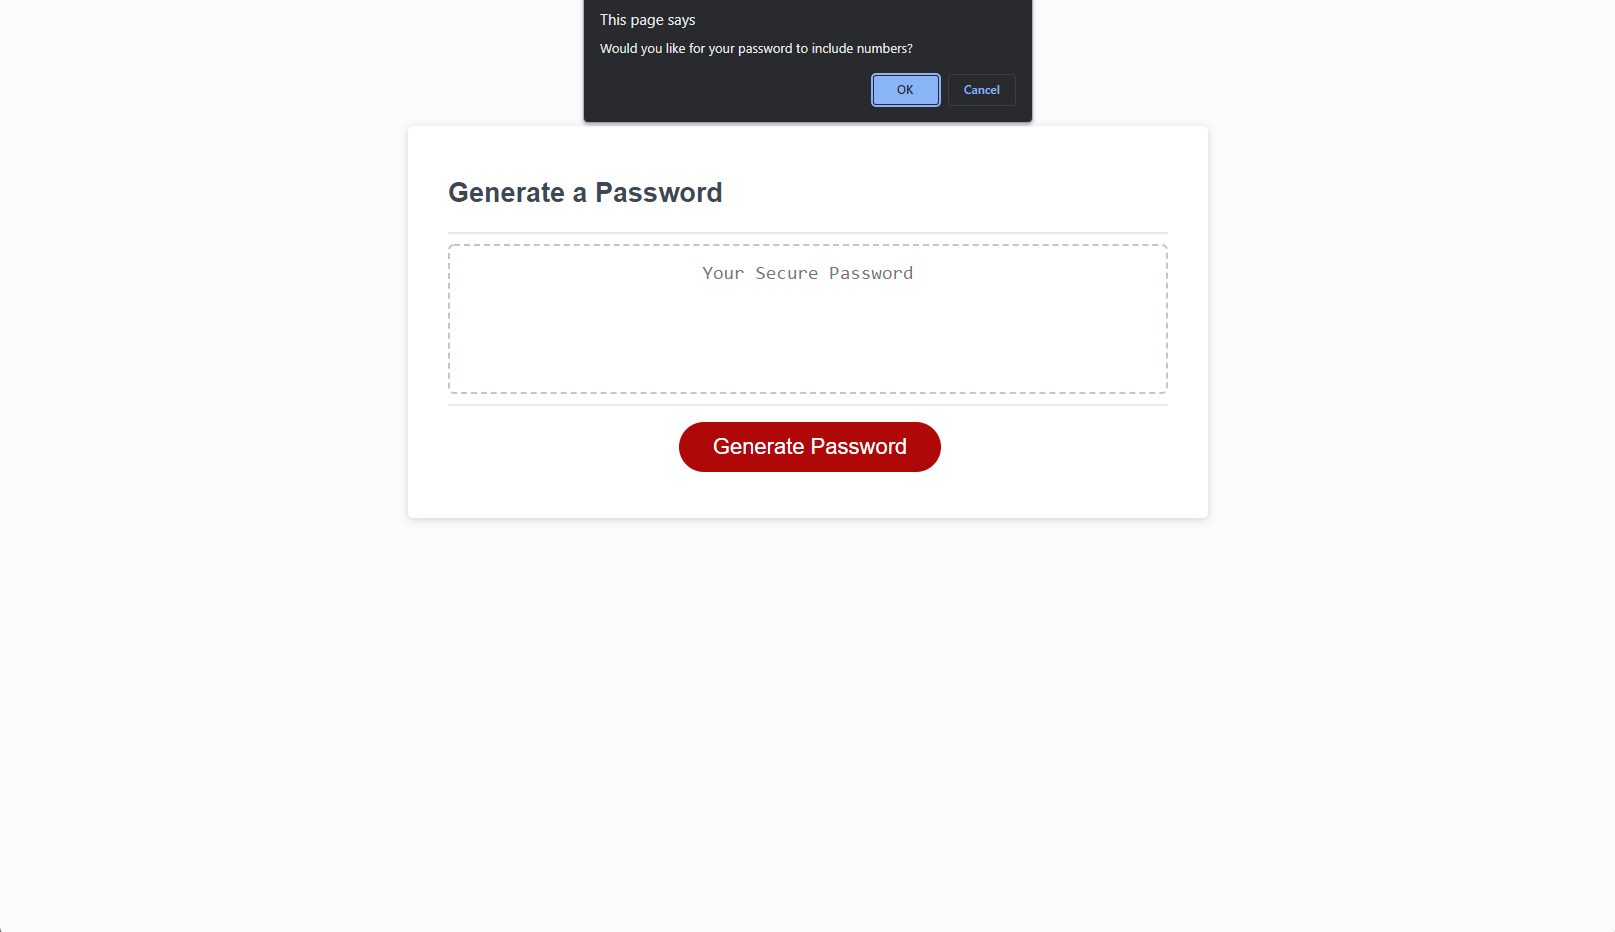 This page says
Would you like for your password to include numbers?
OK Cancel
Generate a Password
Your Secure Password
Generate Password